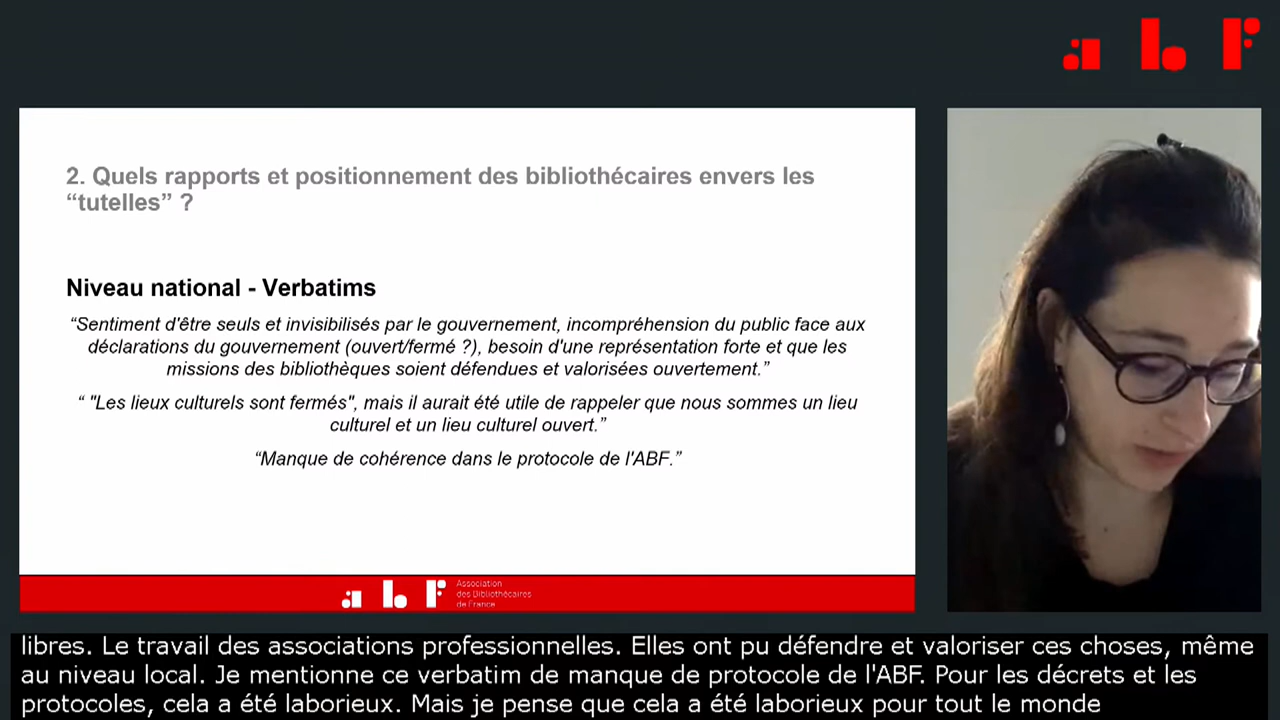 abf
2. Quels rapports et positionnement des bibliothécaires envers les
“tutelles” ?
Niveau national - Verbatims
“Sentiment d'être seuls et invisibilisés par le gouvernement, incompréhension du public face aux
déclarations du gouvernement (ouvert/fermé ?), besoin d'une représentation forte et que les
missions des bibliothèques soient défendues et valorisées ouvertement.”
“ "Les lieux culturels sont fermés", mais il aurait été utile de rappeler que nous sommes un lieu
culturel et un lieu culturel ouvert.”
“Manque de cohérence dans le protocole de l'ABF.”
abf
Association
des Bibliothécaires
de France
libres. Le travail des associations professionnelles. Elles ont pu défendre et valoriser ces choses, même
au niveau local. Je mentionne ce verbatim de manque de protocole de l'ABF. Pour les décrets et les
protocoles, cela a été laborieux. Mais je pense que cela a été laborieux pour tout le monde